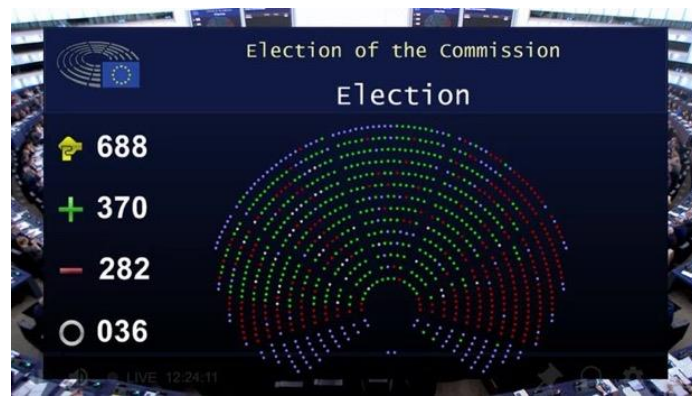 Election of the Commission
Election
688
+ 370
- 282
036
LIVE 12:24:11